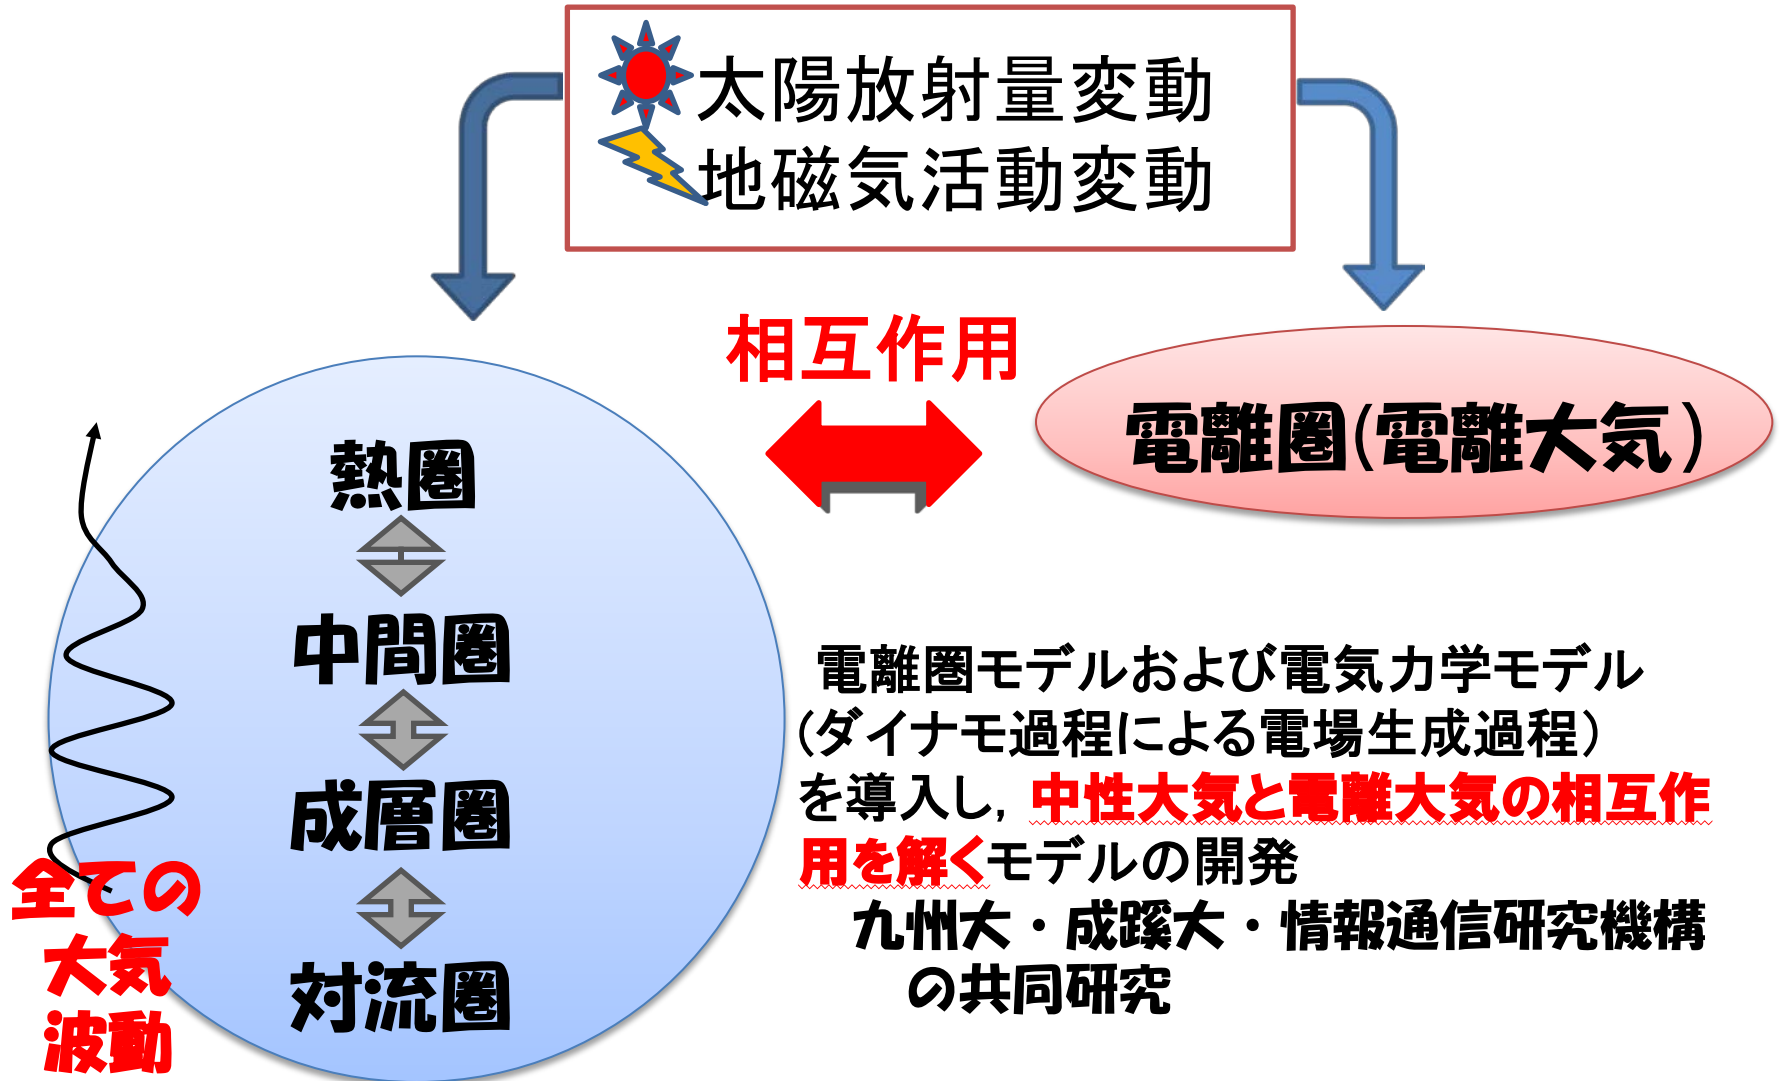 太陽放射量変動
地磁気活動変動
相互作用
電離圏(電離大気)
熱圏
中間圏
成層圏
対流圏
全ての
大気
波動
電離圏モデルおよび電気力学モデル
(ダイナモ過程による電場生成過程)
を導入し,中性大気と電離大気の相互作
用を解くモデルの開発
九州大・成蹊大・情報通信研究機構
の共同研究